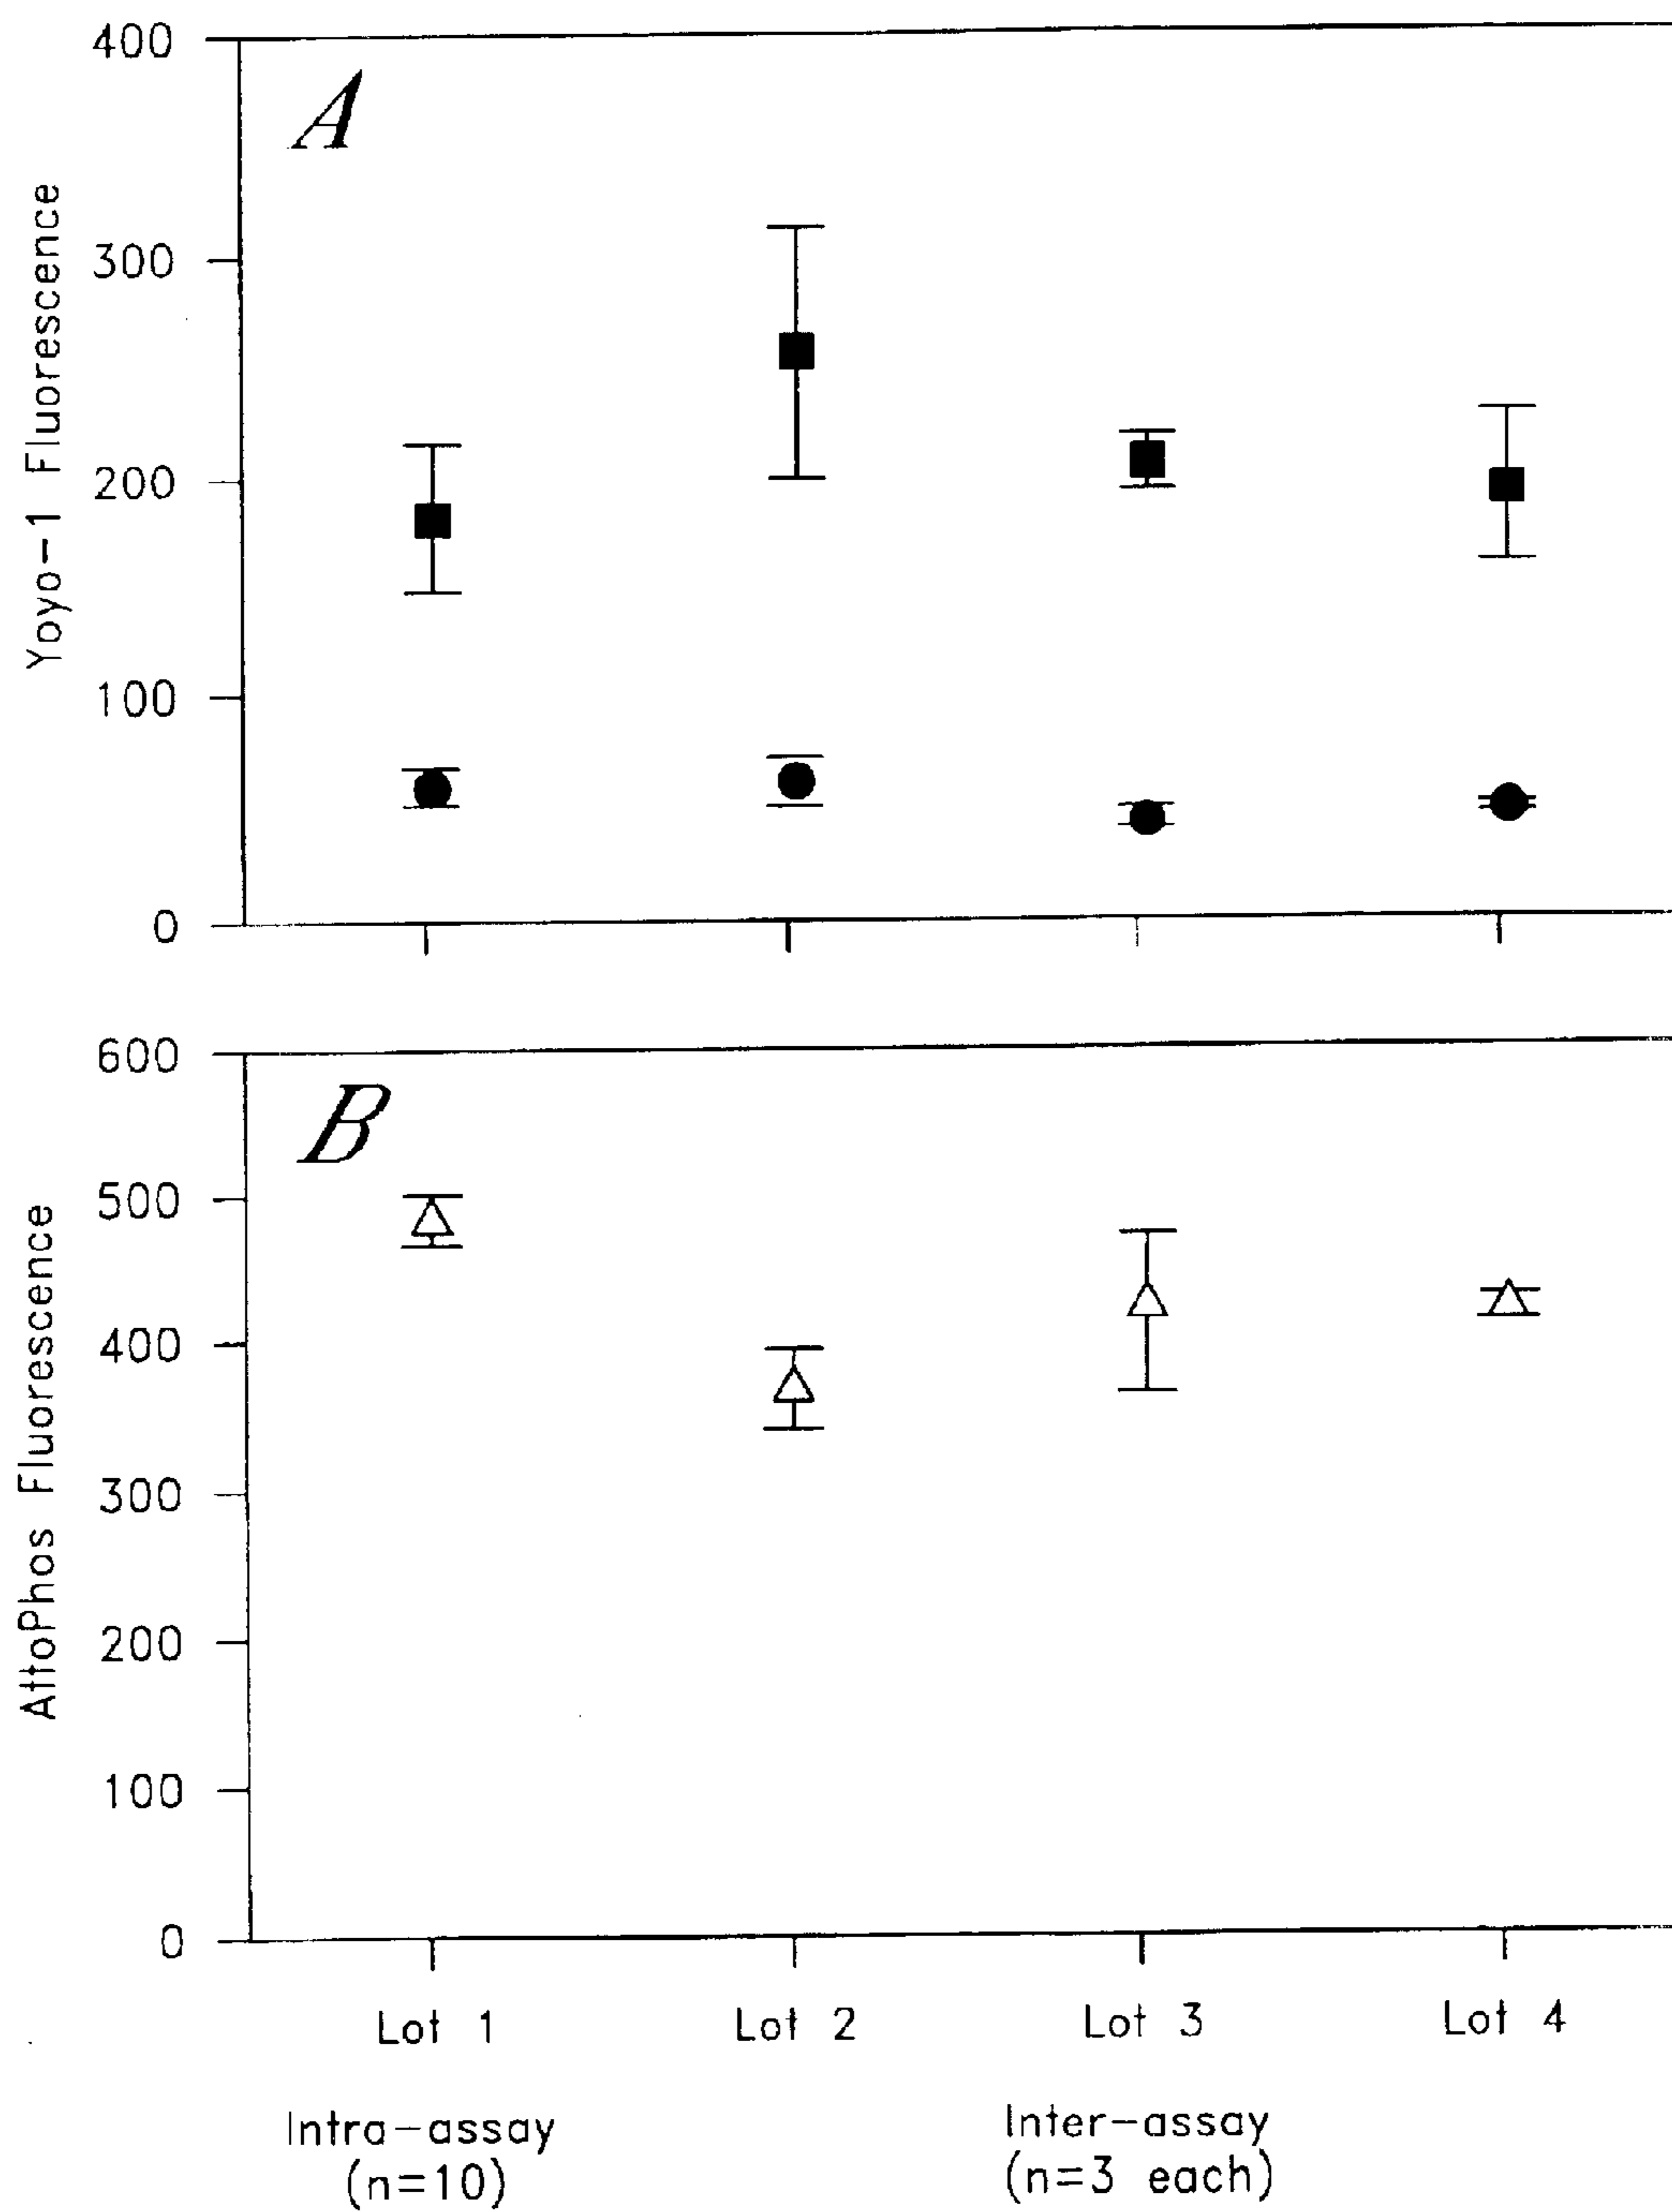 A
400
300
200
100
0
Yoyo-1 Fluorescence
B
600
500
400
300
200
100
0
AttoPhos Fluorescence
Lot 1 Lot 2 Lot 3 Lot 4
Intra-assay Inter-assay
(n=10) (n=3 each)